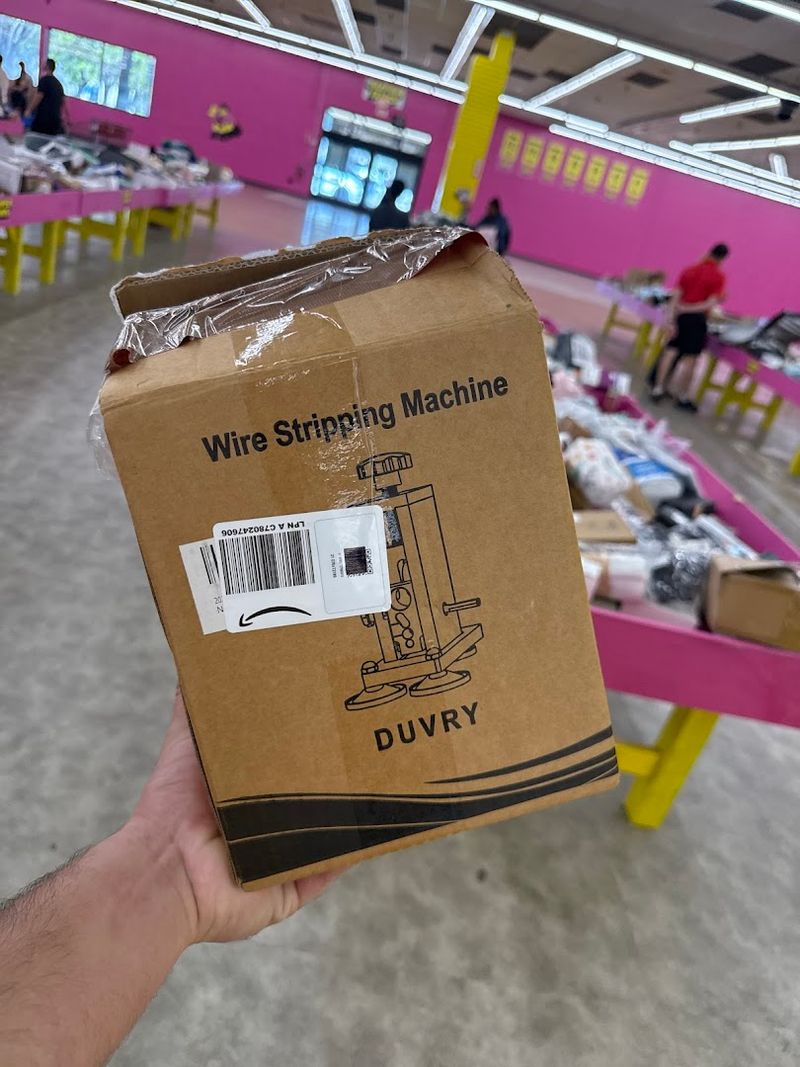 Wire Stripping Machine
LPN A C780247606
DUVRY